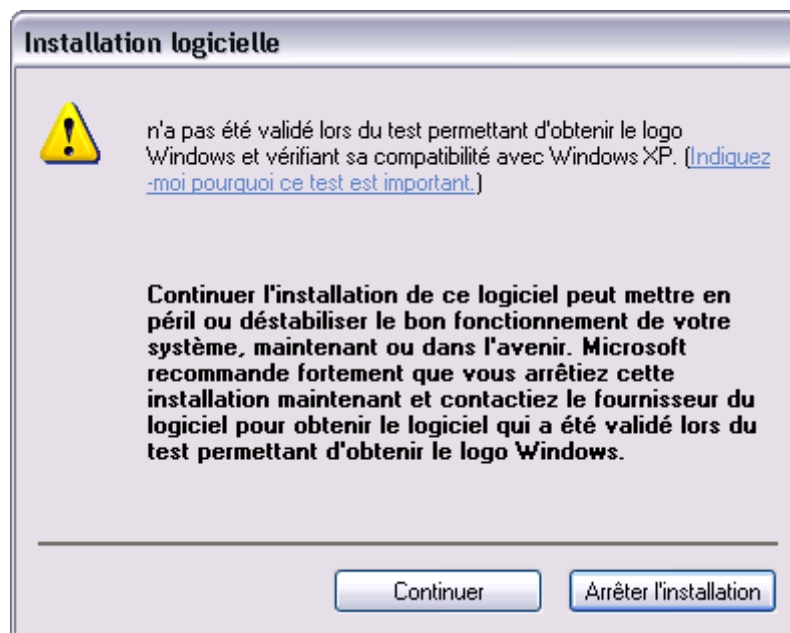 Installation logicielle
n'a pas été validé lors du test permettant d'obtenir le logo
Windows et vérifiant sa compatibilité avec Windows XP. (Indiquez
-moi pourquoi ce test est important.)
Continuer l'installation de ce logiciel peut mettre en
péril ou déstabiliser le bon fonctionnement de votre
système, maintenant ou dans l'avenir. Microsoft
recommande fortement que vous arrêtiez cette
installation maintenant et contactiez le fournisseur du
logiciel pour obtenir le logiciel qui a été validé lors du
test permettant d'obtenir le logo Windows.
Continuer
Arrêter l'installation